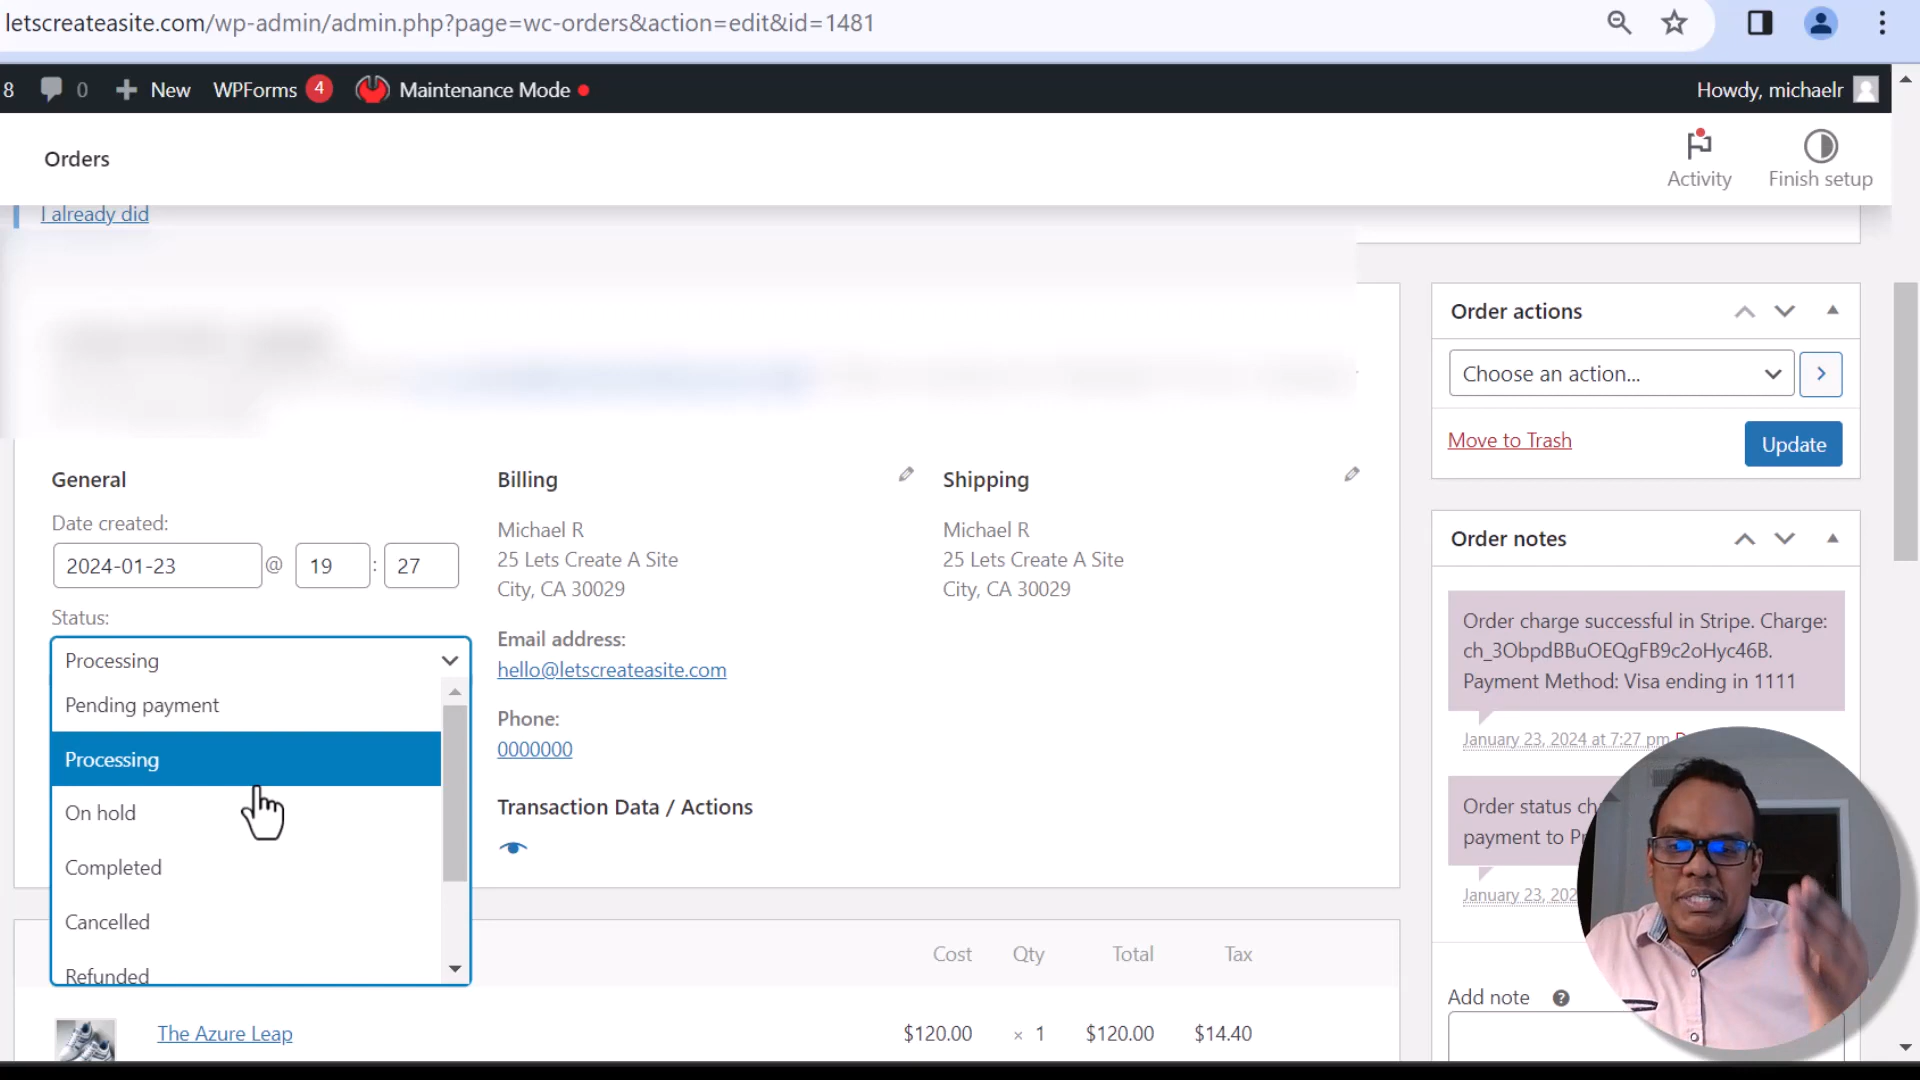 letscreateasite.com/wp-admin/admin.php?page=wc-orders&action=edit&id=1481
8 0 New WPForms 4 Maintenance Mode Howdy, michaelr
Orders
Activity
Finish setup
I already did
Order actions
Choose an action...
Move to Trash
Update
General
Date created:
2024-01-23 @ 19 : 27
Status:
Processing
Pending payment
Processing
On hold
Completed
Cancelled
Refunded
Billing
Michael R
25 Lets Create A Site
City, CA 30029
Email address:
hello@letscreateasite.com
Phone:
0000000
Transaction Data / Actions
Shipping
Michael R
25 Lets Create A Site
City, CA 30029
Order notes
Order charge successful in Stripe. Charge:
ch_3ObpdBBuOEQgFB9c2oHyc46B.
Payment Method: Visa ending in 1111
January 23, 2024 at 7:27 pm
Order status
payment to
January 23,
Add note ?
Cost Qty Total Tax
The Azure Leap $120.00 × 1 $120.00 $14.40